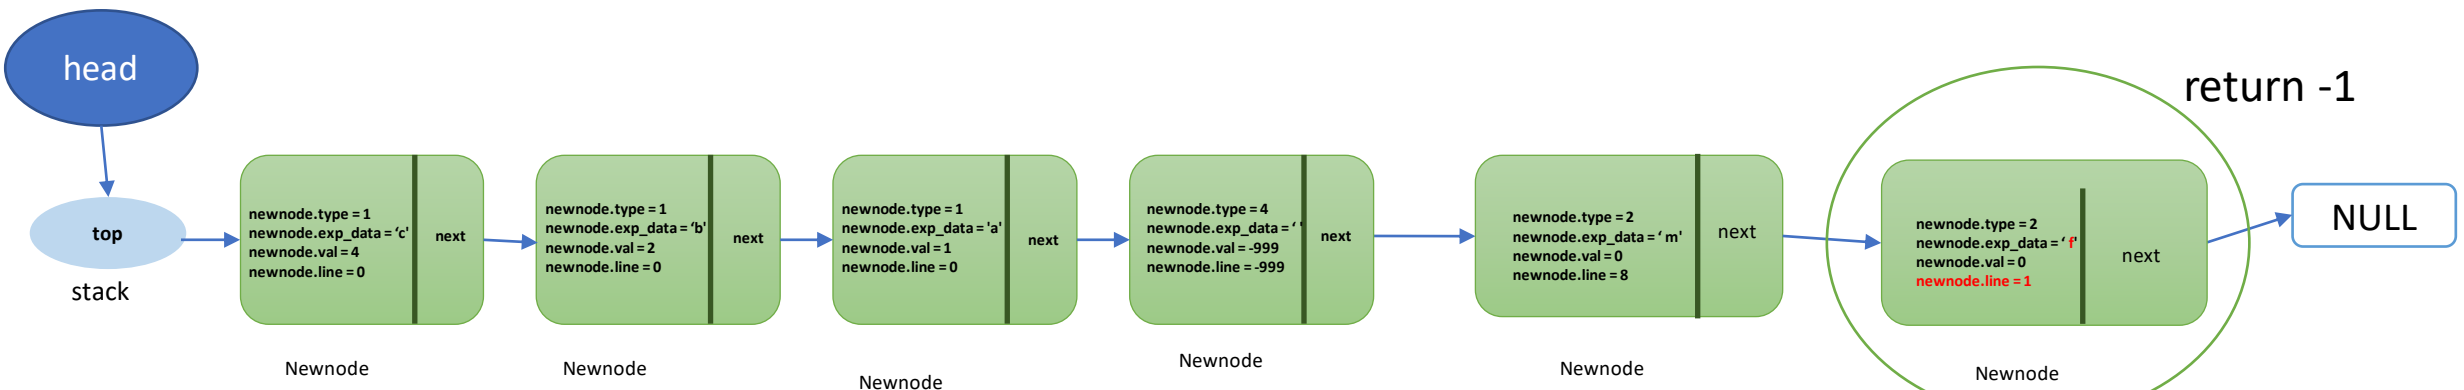 head
top
stack
newnode.type = 1
newnode.exp_data = ‘c'
newnode.val = 4
newnode.line = 0
next
Newnode
newnode.type = 1
newnode.exp_data = ‘b'
newnode.val = 2
newnode.line = 0
next
Newnode
newnode.type = 1
newnode.exp_data = 'a'
newnode.val = 1
newnode.line = 0
next
Newnode
newnode.type = 4
newnode.exp_data = ‘ '
newnode.val = -999
newnode.line = -999
next
Newnode
newnode.type = 2
newnode.exp_data = ‘ m'
newnode.val = 0
newnode.line = 8
next
Newnode
return -1
newnode.type = 2
newnode.exp_data = ‘ f'
newnode.val = 0
newnode.line = 1
next
Newnode
NULL